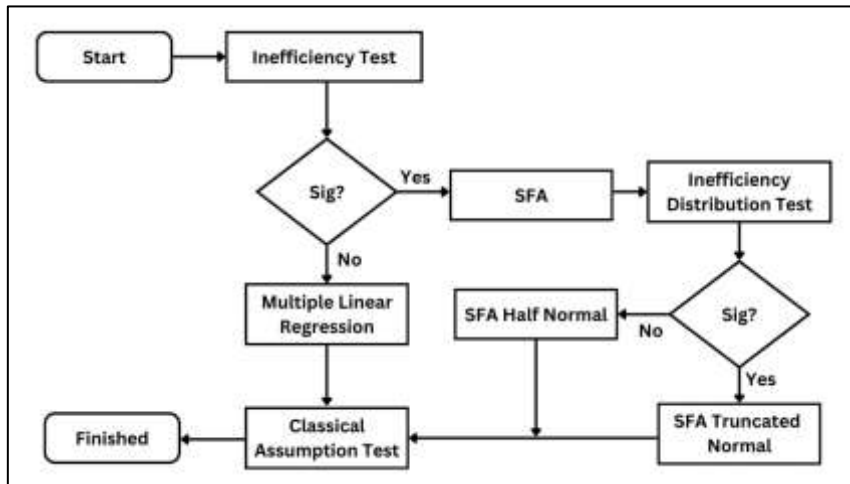 Start
Inefficiency Test
Sig?
Yes
SFA
Inefficiency
Distribution Test
No
Multiple Linear
Regression
SFA Half Normal
No
Sig?
Yes
Finished
Classical
Assumption Test
SFA Truncated
Normal